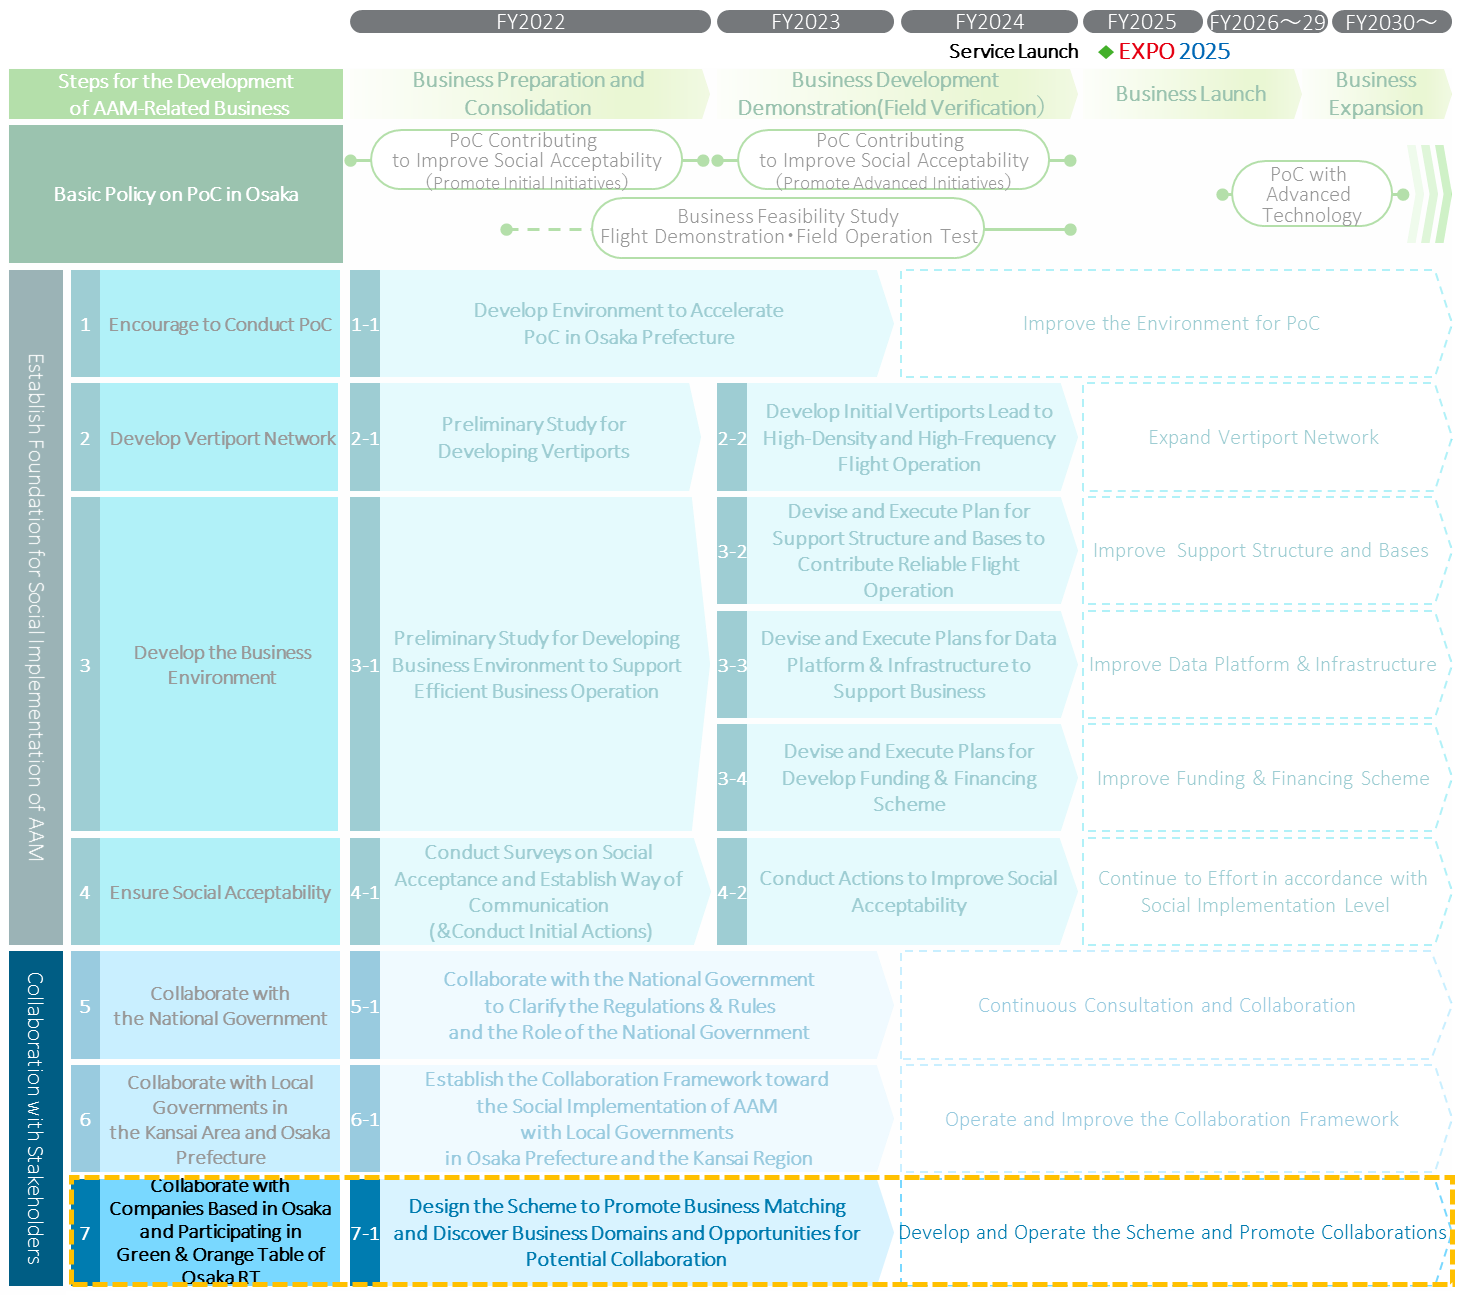 FY2022
FY2023
FY2024
FY2025
FY2026～29
FY2030～
Service Launch
EXPO 2025
Steps for the Development
of AAM-Related Business
Business Preparation and
Consolidation
Business Development
Demonstration(Field Verification）
Business Launch
Business
Expansion
Basic Policy on PoC in Osaka
PoC Contributing
to Improve Social Acceptability
（Promote Initial Initiatives）
PoC Contributing
to Improve Social Acceptability
（Promote Advanced Initiatives）
PoC with
Advanced
Technology
Business Feasibility Study
Flight Demonstration・Field Operation Test
Establish Foundation for Social Implementation of AAM
1
Encourage to Conduct PoC
1-1
Develop Environment to Accelerate
PoC in Osaka Prefecture
Improve the Environment for PoC
2
Develop Vertiport Network
2-1
Preliminary Study for
Developing Vertiports
2-2
Develop Initial Vertiports Lead to
High-Density and High-Frequency
Flight Operation
Expand Vertiport Network
3
Develop the Business
Environment
3-1
Preliminary Study for Developing
Business Environment to Support
Efficient Business Operation
3-2
Devise and Execute Plan for
Support Structure and Bases to
Contribute Reliable Flight
Operation
Improve Support Structure and Bases
3-3
Devise and Execute Plans for Data
Platform & Infrastructure to
Support Business
Improve Data Platform & Infrastructure
3-4
Devise and Execute Plans for
Develop Funding & Financing
Scheme
Improve Funding & Financing Scheme
4
Ensure Social Acceptability
4-1
Conduct Surveys on Social
Acceptance and Establish Way of
Communication
(&Conduct Initial Actions)
4-2
Conduct Actions to Improve Social
Acceptability
Continue to Effort in accordance with
Social Implementation Level
Collaboration with Stakeholders
5
Collaborate with
the National Government
5-1
Collaborate with the National Government
to Clarify the Regulations & Rules
and the Role of the National Government
Continuous Consultation and Collaboration
6
Collaborate with Local
Governments in
the Kansai Area and Osaka
Prefecture
6-1
Establish the Collaboration Framework toward
the Social Implementation of AAM
with Local Governments
in Osaka Prefecture and the Kansai Region
Operate and Improve the Collaboration Framework
7
Collaborate with
Companies Based in Osaka
and Participating in
Green & Orange Table of
Osaka RT
7-1
Design the Scheme to Promote Business Matching
and Discover Business Domains and Opportunities for
Potential Collaboration
Develop and Operate the Scheme and Promote Collaborations